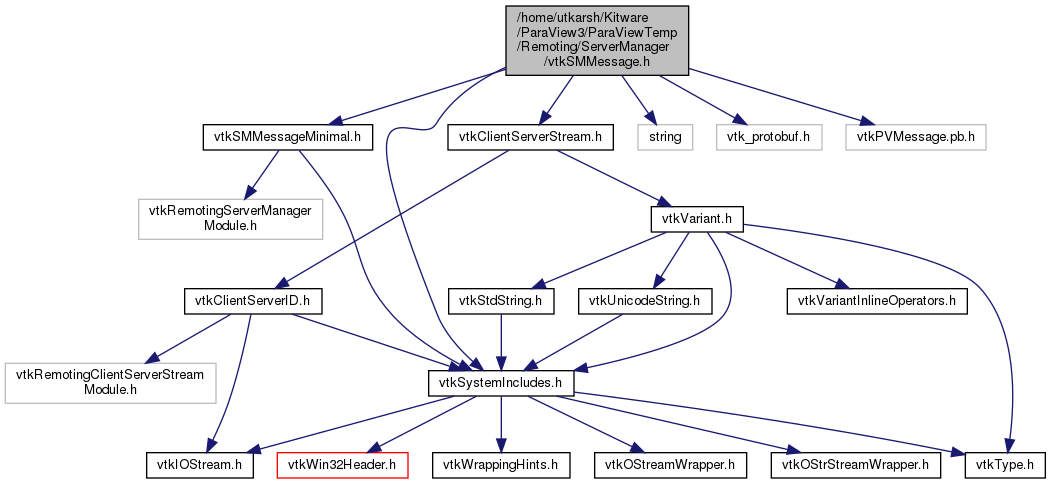 /home/utkarsh/Kitware
/ParaView3/ParaViewTemp
/Remoting/ServerManager
/vtkSMMessage.h
vtkSMMessageMinimal.h
vtkClientServerStream.h
string
vtk_protobuf.h
vtkPVMessage.pb.h
vtkRemotingServerManager
Module.h
vtkVariant.h
vtkClientServerID.h
vtkStdString.h
vtkUnicodeString.h
vtkVariantInlineOperators.h
vtkRemotingClientServerStream
Module.h
vtkSystemIncludes.h
vtkIOStream.h
vtkWin32Header.h
vtkWrappingHints.h
vtkOStreamWrapper.h
vtkOStrStreamWrapper.h
vtkType.h